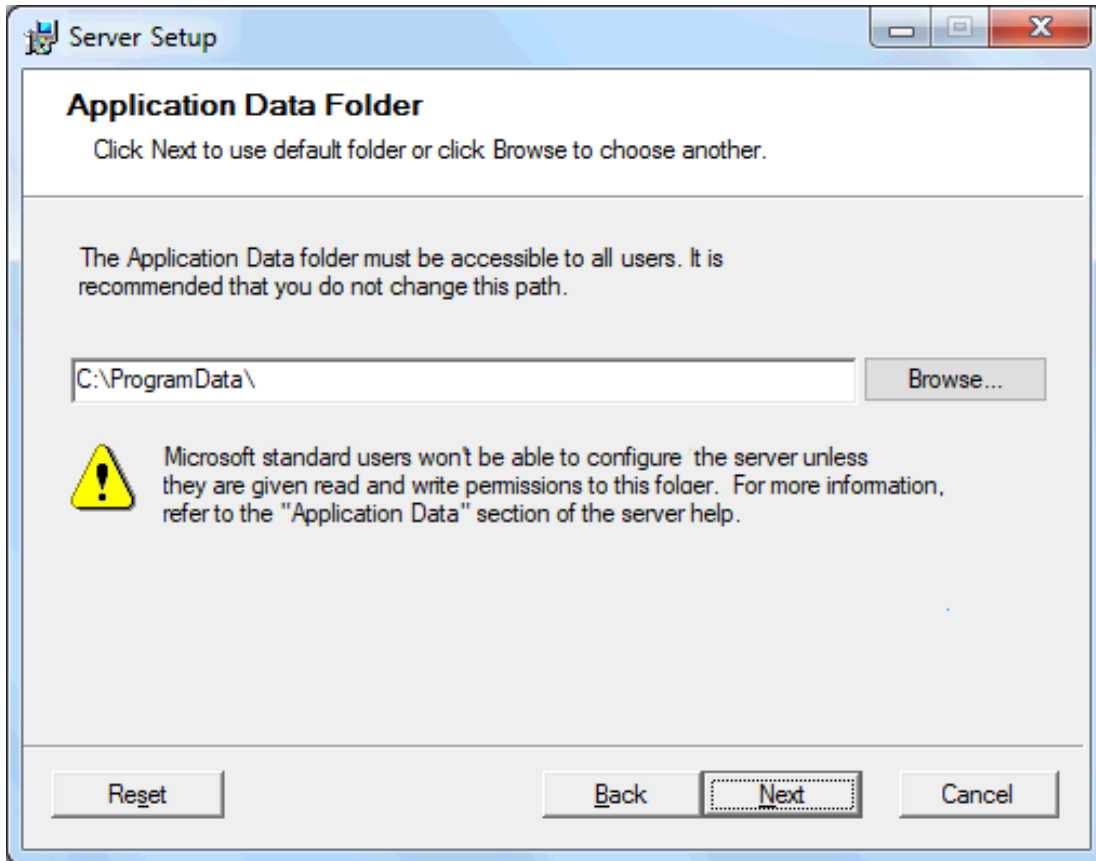 Server Setup
Application Data Folder
Click Next to use default folder or click Browse to choose another.
The Application Data folder must be accessible to all users. It is
recommended that you do not change this path.
C:\ProgramData\
Browse...
Microsoft standard users won't be able to configure the server unless
they are given read and write permissions to this folder. For more information,
refer to the "Application Data" section of the server help.
Reset
Back
Next
Cancel